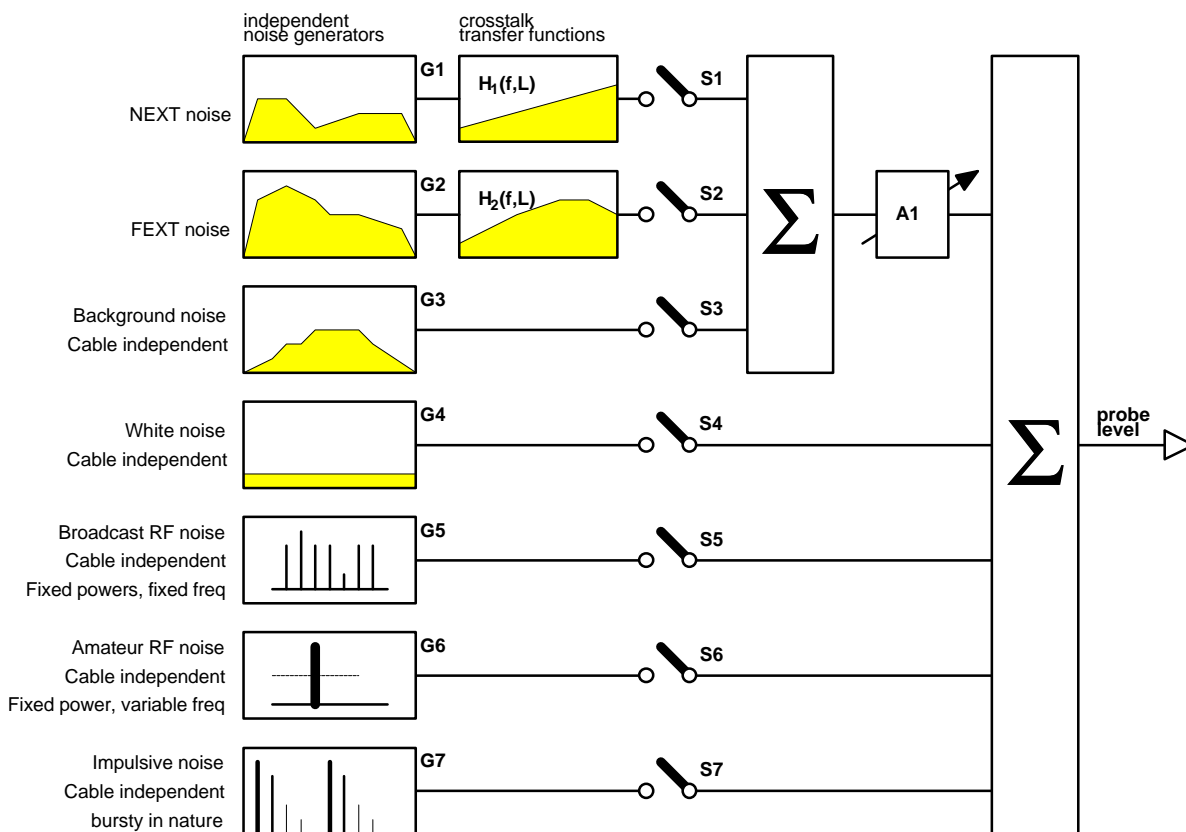 independent
noise generators
crosstalk
transfer functions
NEXT noise
G1
H1(f,L)
S1
FEXT noise
G2
H2(f,L)
S2
Σ
A1
Background noise
Cable independent
G3
S3
White noise
Cable independent
G4
S4
Σ
probe
level
Broadcast RF noise
Cable independent
Fixed powers, fixed freq
G5
S5
Amateur RF noise
Cable independent
Fixed power, variable freq
G6
S6
Impulsive noise
Cable independent
bursty in nature
G7
S7